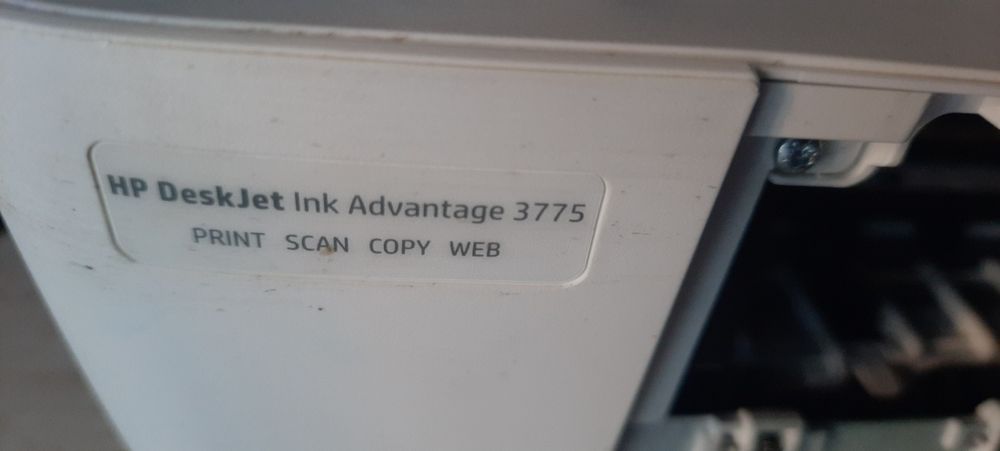 HP DeskJet Ink Advantage 3775
PRINT SCAN COPY WEB